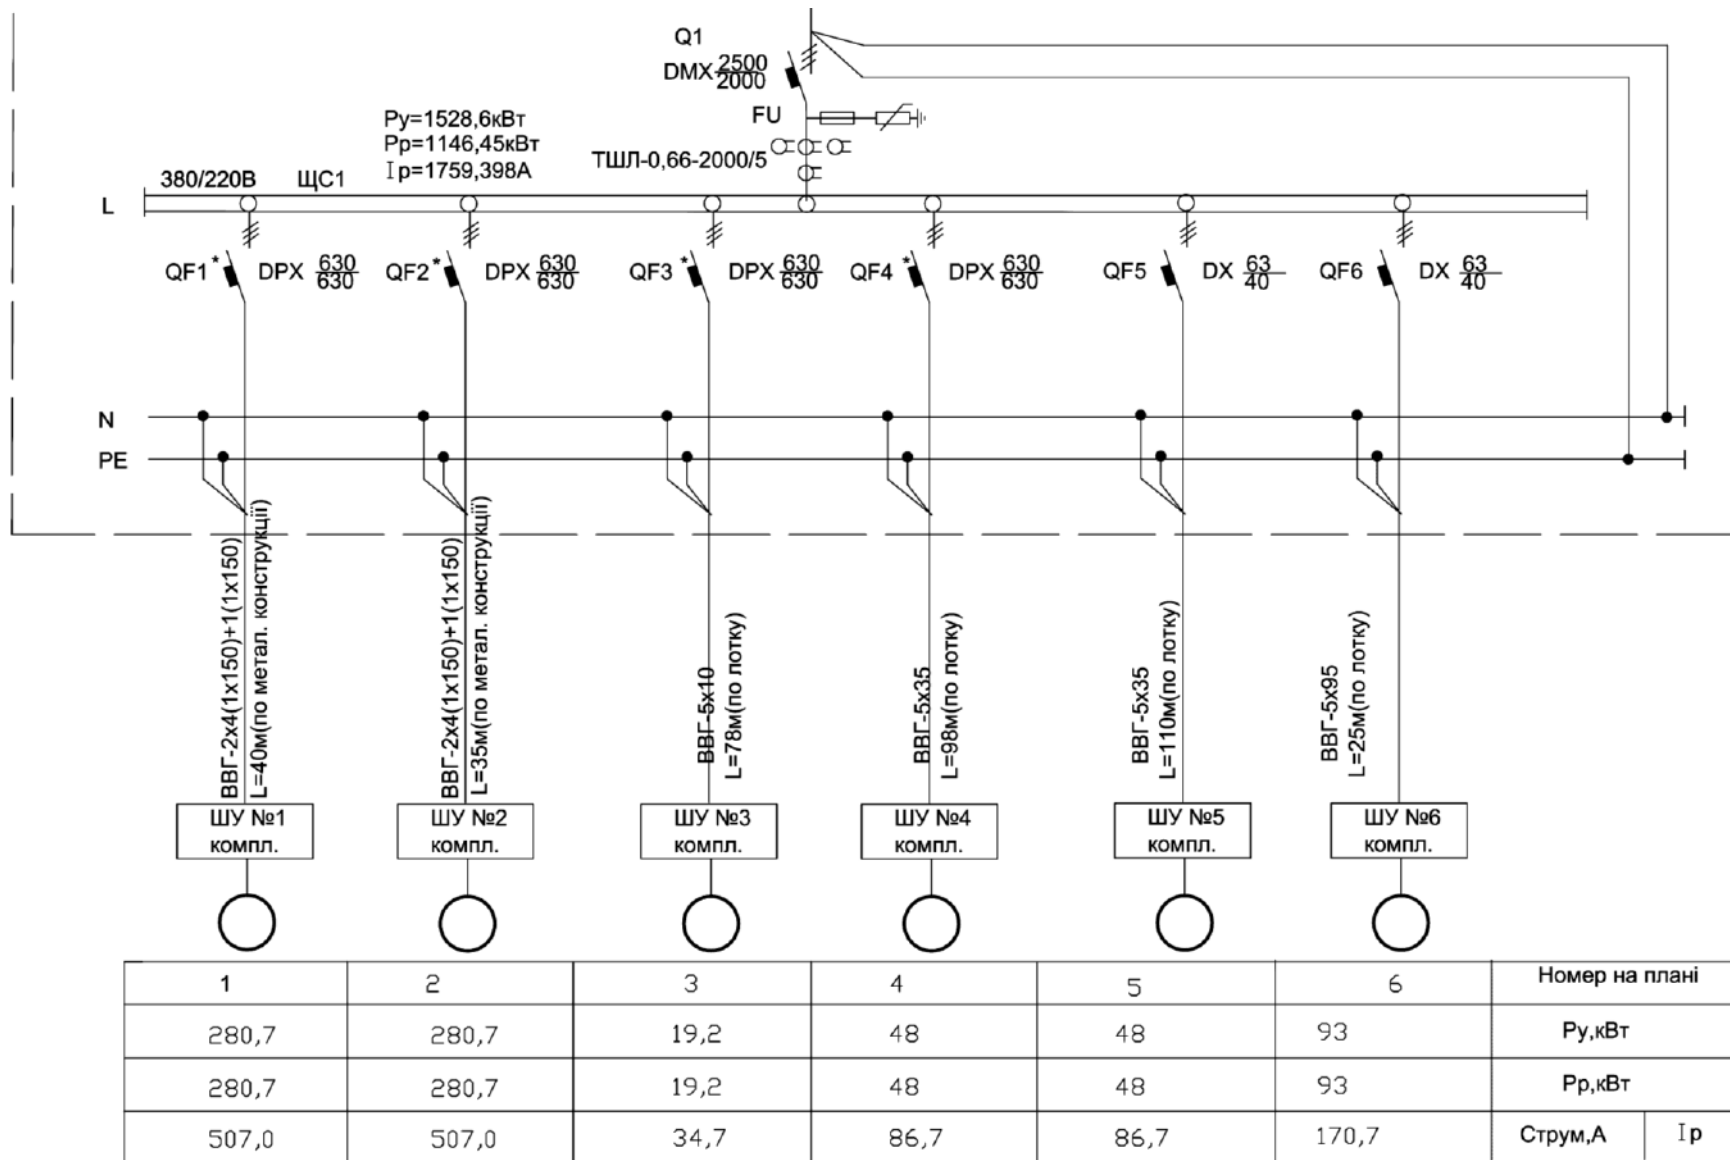 Q1
DMX 2500
2000
FU
Ру=1528,6кВт
Рр=1146,45кВт
Iр=1759,398А
ТШЛ-0,66-2000/5
380/220В ЩС1
L
QF1* DPX 630
630
QF2* DPX 630
630
QF3* DPX 630
630
QF4* DPX 630
630
QF5 DX 63
40
QF6 DX 63
40
N
PE
ВВГ-2х4(1х150)+1(1х150)
L=40м(по метал. конструкції)
ВВГ-2х4(1х150)+1(1х150)
L=35м(по метал. конструкції)
ВВГ-5х10
L=78м(по лотку)
ВВГ-5х35
L=98м(по лотку)
ВВГ-5х35
L=110м(по лотку)
ВВГ-5х95
L=25м(по лотку)
ШУ №1
компл.
ШУ №2
компл.
ШУ №3
компл.
ШУ №4
компл.
ШУ №5
компл.
ШУ №6
компл.
1 2 3 4 5 6 Номер на плані
280,7 280,7 19,2 48 48 93 Ру,кВт
280,7 280,7 19,2 48 48 93 Рр,кВт
507,0 507,0 34,7 86,7 86,7 170,7 Струм,А Iр